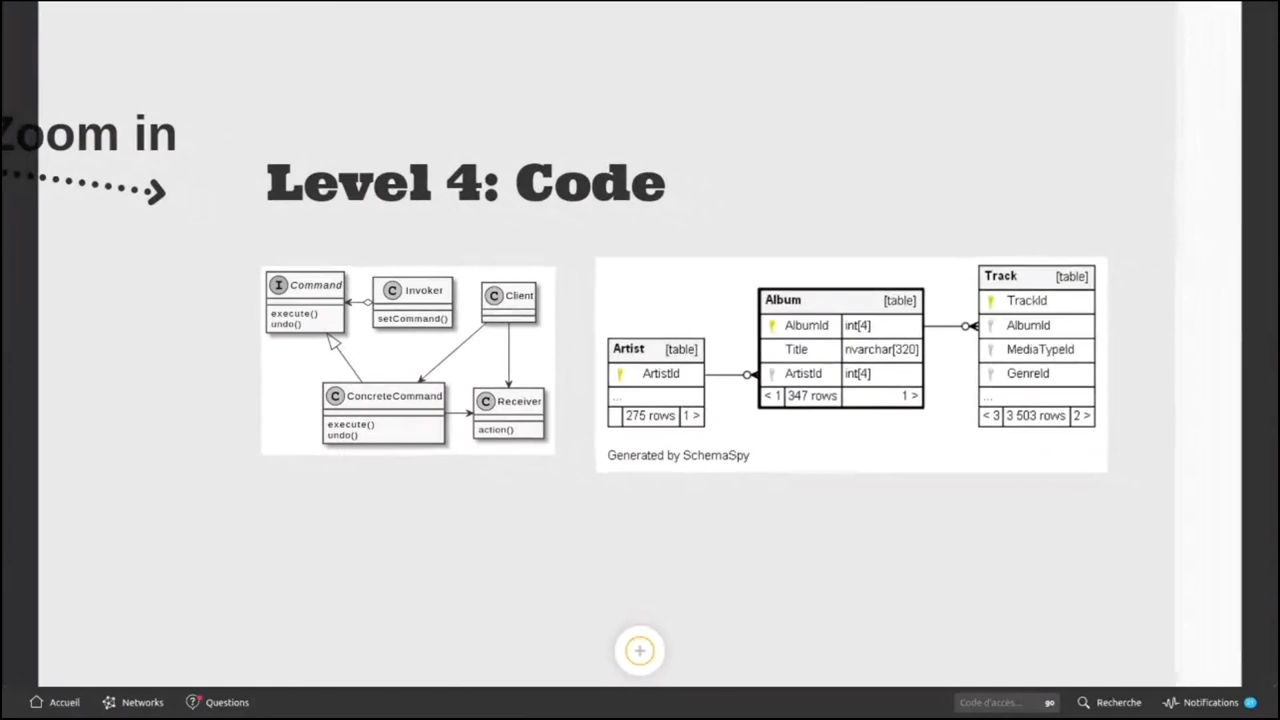 Zoom in
Level 4: Code
I Command
execute()
undo()
C Invoker
setCommand()
C Client
C ConcreteCommand
execute()
undo()
C Receiver
action()
Artist [table]
ArtistId
...
275 rows 1 >
Album [table]
AlbumId int[4]
Title nvarchar[320]
ArtistId int[4]
< 1 347 rows 1 >
Track [table]
TrackId
AlbumId
MediaTypeId
GenreId
...
< 3 3 503 rows 2 >
Generated by SchemaSpy
Accueil Networks ? Questions Code d'accès... go Recherche Notifications